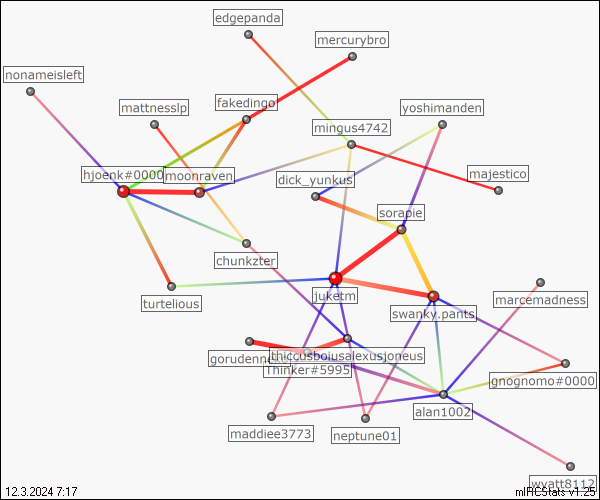 edgepanda
mercurybro
nonameisleft
mattnesslp
fakedingo
yoshimanden
mingus4742
hjoenk#0000
moonraven
dick_yunkus
majestico
sorapie
chunkzter
turtelious
juketm
marcemadness
swanky.pants
thiccusboiusalexusjoneus
Thinker#5995
gnognomo#0000
alan1002
maddiee3773
neptune01
wyatt8112
12.3.2024 7:17
mIRCStats v1.25